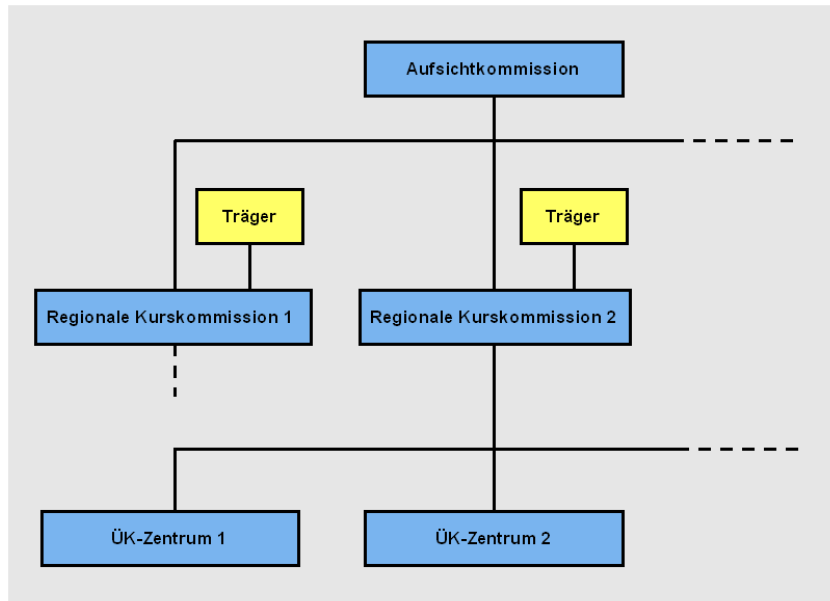 Aufsichtkommission
Träger
Träger
Regionale Kurskommission 1
Regionale Kurskommission 2
ÜK-Zentrum 1
ÜK-Zentrum 2